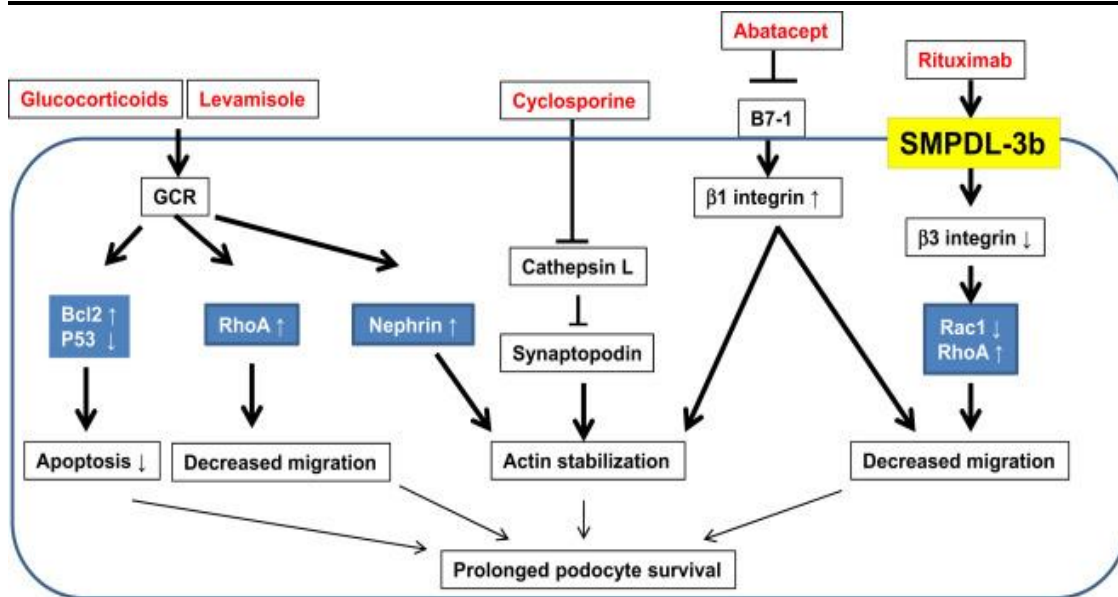 Abatacept
Rituximab
Glucocorticoids
Levamisole
Cyclosporine
B7-1
SMPDL-3b
GCR
β1 integrin ↑
β3 integrin ↓
Cathepsin L
Bcl2 ↑
P53 ↓
RhoA ↑
Nephrin ↑
Synaptopodin
Rac1 ↓
RhoA ↑
Apoptosis ↓
Decreased migration
Actin stabilization
Decreased migration
Prolonged podocyte survival